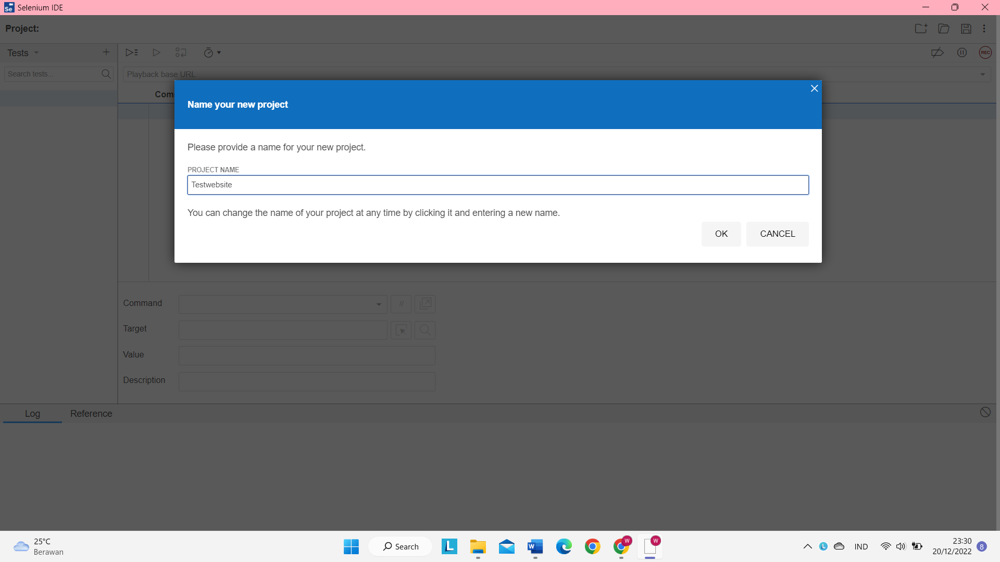 Selenium IDE
Project:
Tests
REC
Search tests...
Playback base URL
Com
Name your new project
Please provide a name for your new project.
PROJECT NAME
Testwebsite
You can change the name of your project at any time by clicking it and entering a new name.
OK
CANCEL
Command
//
Target
Value
Description
Log
Reference
25°C
Berawan
Search
IND
23:30
20/12/2022
8